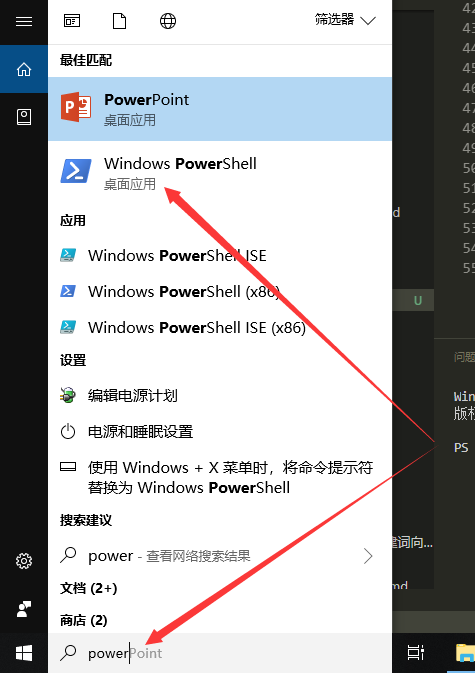 筛选器
最佳匹配
PowerPoint
桌面应用
Windows PowerShell
桌面应用
应用
Windows PowerShell ISE
Windows PowerShell (x86)
Windows PowerShell ISE (x86)
设置
编辑电源计划
电源和睡眠设置
使用 Windows + X 菜单时，将命令提示符
替换为 Windows PowerShell
搜索建议
power - 查看网络搜索结果
文档 (2+)
商店 (2)
powerPoint
42
43
44
45
46
47
48
49
50
51
52
53
54
55
d
U
问题
Win
版权
PS
建词向...
md